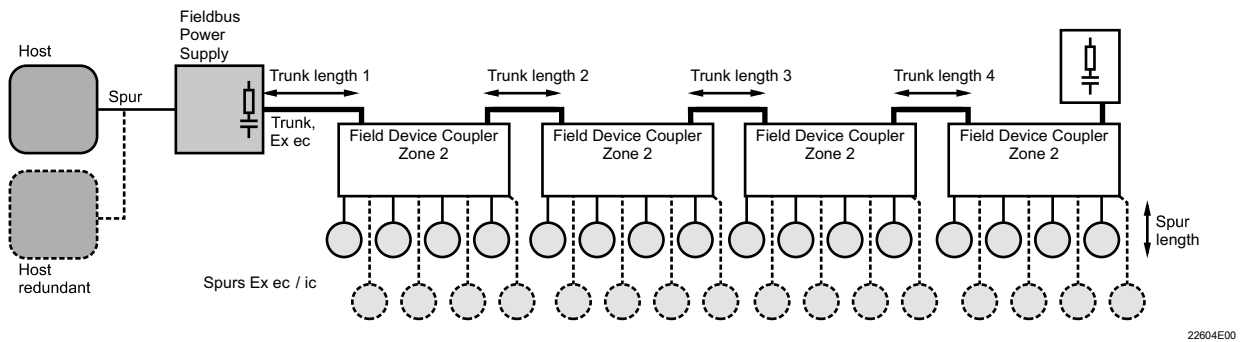 Host
Fieldbus
Power
Supply
Spur
Trunk length 1
Trunk length 2
Trunk length 3
Trunk length 4
Trunk,
Ex ec
Field Device Coupler
Zone 2
Field Device Coupler
Zone 2
Field Device Coupler
Zone 2
Field Device Coupler
Zone 2
Spur
length
Host
redundant
Spurs Ex ec / ic
22604E00